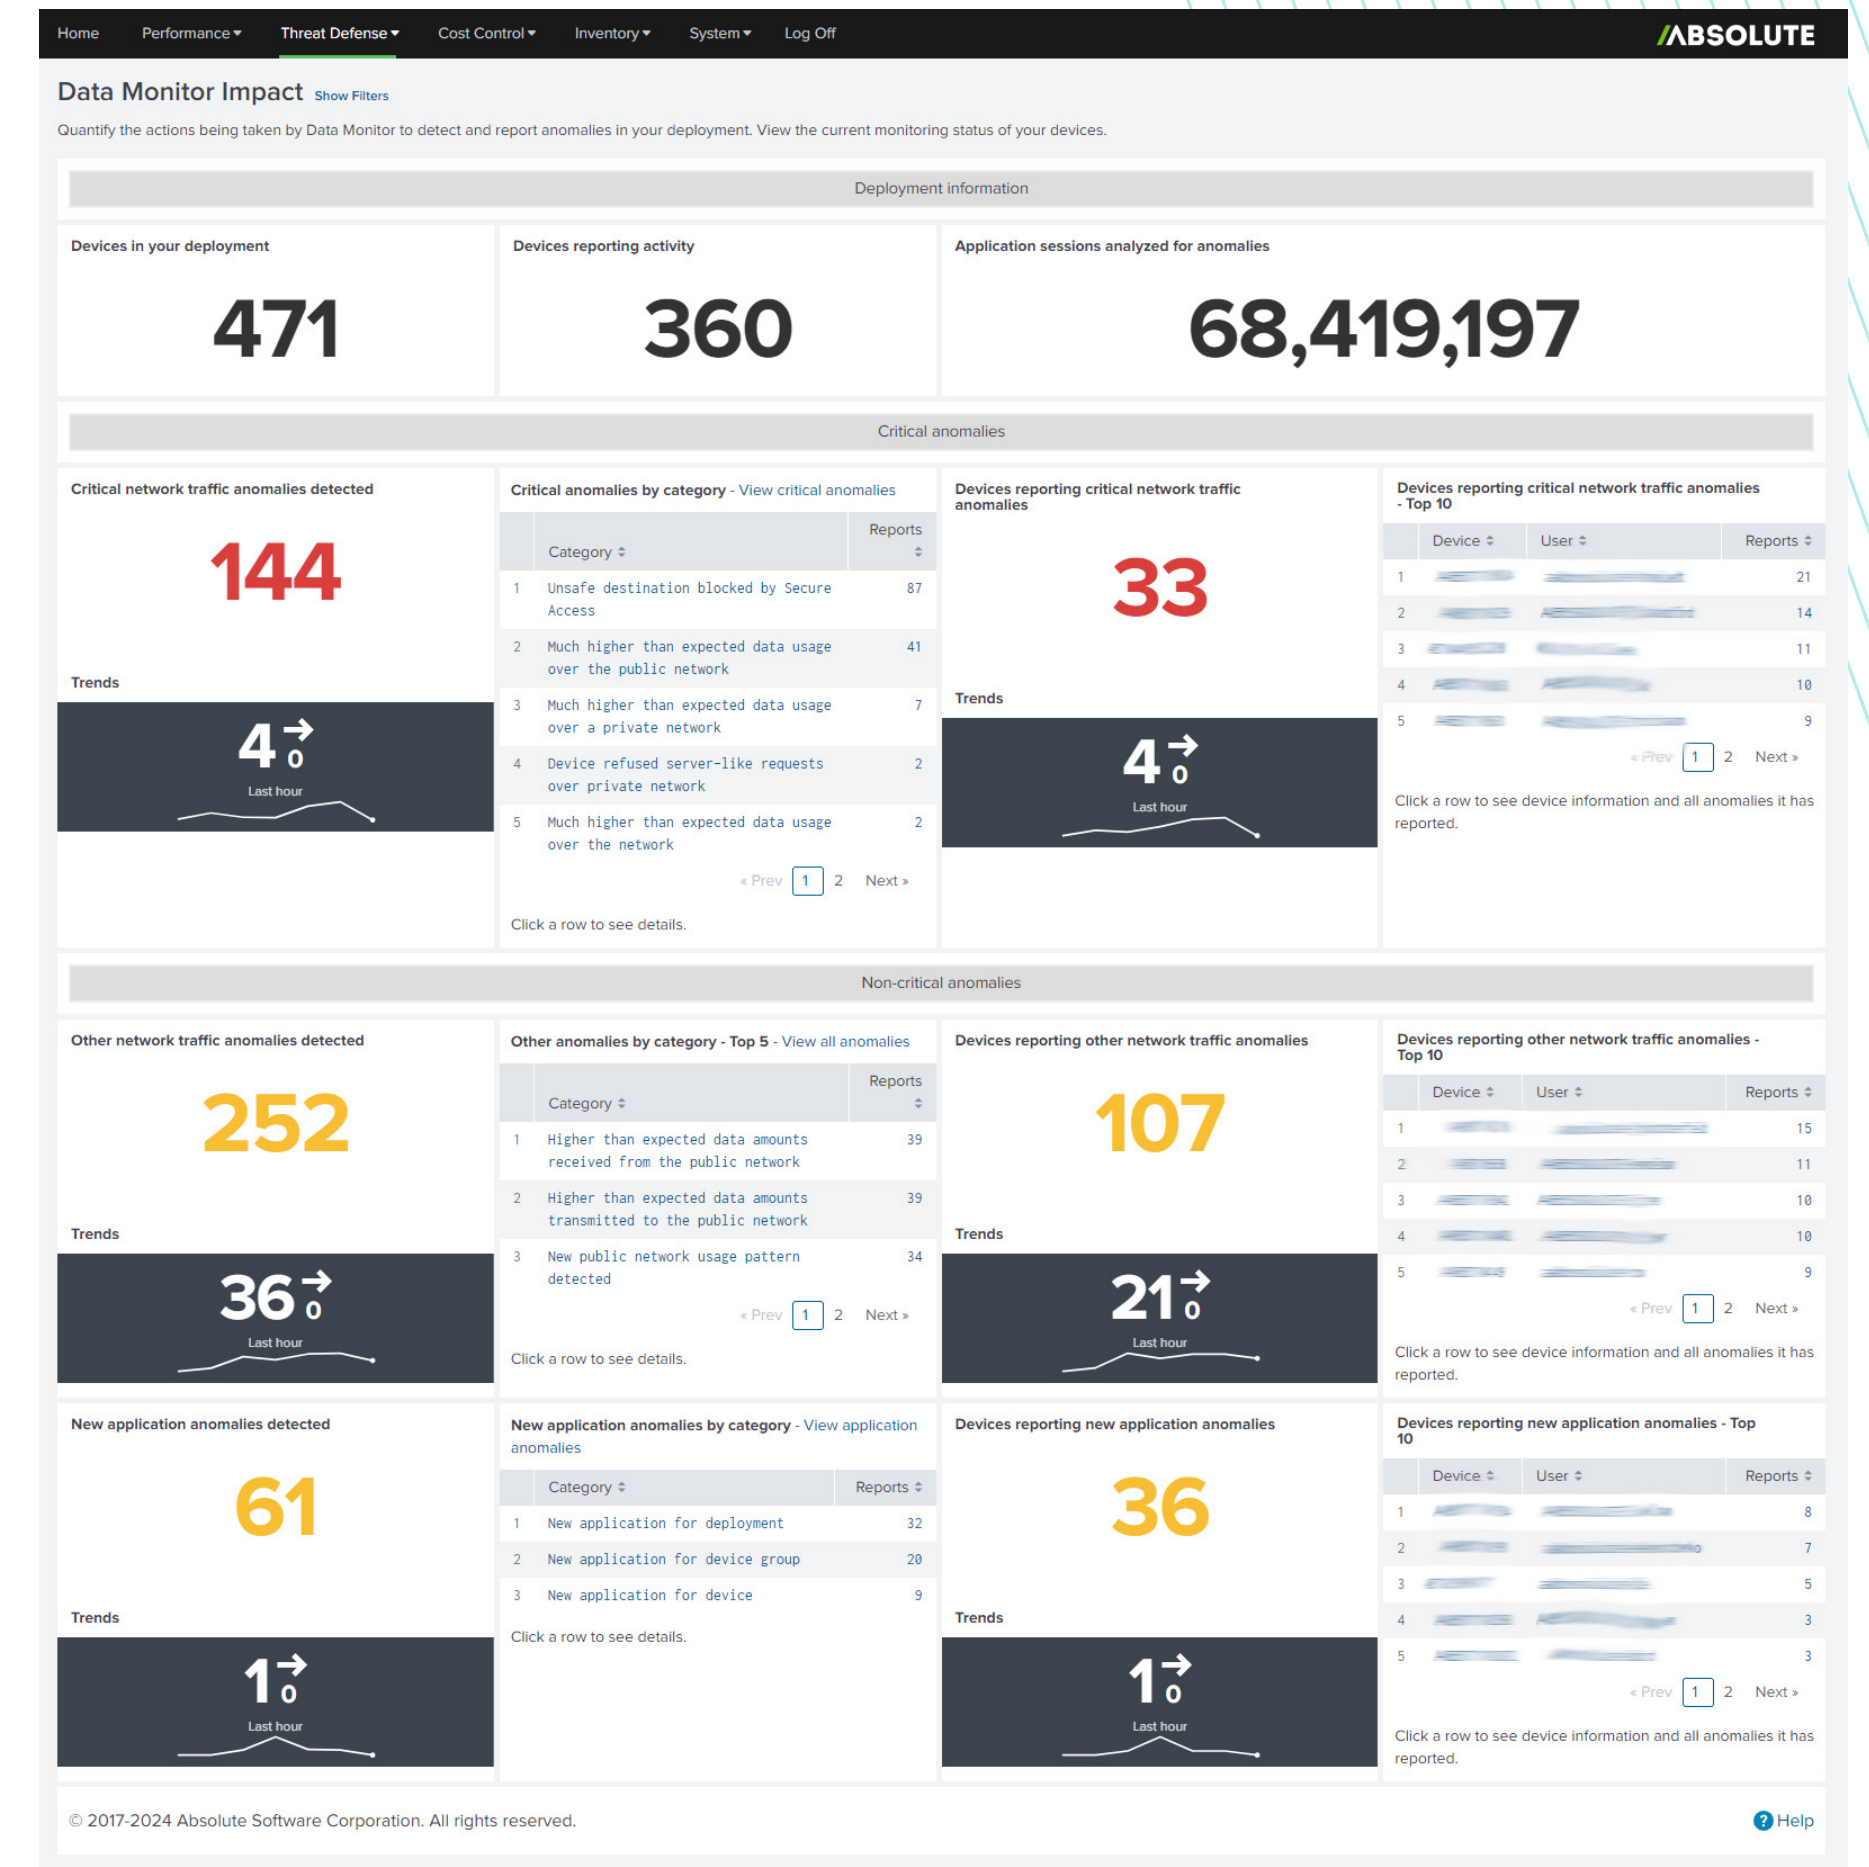 Home Performance Threat Defense Cost Control Inventory System Log Off ABSOLUTE
Data Monitor Impact Show Filters
Quantify the actions being taken by Data Monitor to detect and report anomalies in your deployment. View the current monitoring status of your devices.
Deployment information
Devices in your deployment
471
Devices reporting activity
360
Application sessions analyzed for anomalies
68,419,197
Critical anomalies
Critical network traffic anomalies detected
144
Trends
4 0
Last hour
Critical anomalies by category - View critical anomalies
Category Reports
1 Unsafe destination blocked by Secure 87
Access
2 Much higher than expected data usage 41
over the public network
3 Much higher than expected data usage 7
over a private network
4 Device refused server-like requests 2
over private network
5 Much higher than expected data usage 2
over the network
« Prev 1 2 Next »
Click a row to see details.
Devices reporting critical network traffic
anomalies
33
Trends
4 0
Last hour
Devices reporting critical network traffic anomalies
- Top 10
Device User Reports
1 21
2 14
3 11
4 10
5 9
« Prev 1 2 Next »
Click a row to see device information and all anomalies it has
reported.
Non-critical anomalies
Other network traffic anomalies detected
252
Trends
36 0
Last hour
Other anomalies by category - Top 5 - View all anomalies
Category Reports
1 Higher than expected data amounts 39
received from the public network
2 Higher than expected data amounts 39
transmitted to the public network
3 New public network usage pattern 34
detected
« Prev 1 2 Next »
Click a row to see details.
Devices reporting other network traffic anomalies
107
Trends
21 0
Last hour
Devices reporting other network traffic anomalies -
Top 10
Device User Reports
1 15
2 11
3 10
4 10
5 9
« Prev 1 2 Next »
Click a row to see device information and all anomalies it has
reported.
New application anomalies detected
61
Trends
1 0
Last hour
New application anomalies by category - View application
anomalies
Category Reports
1 New application for deployment 32
2 New application for device group 20
3 New application for device 9
Click a row to see details.
Devices reporting new application anomalies
36
Trends
1 0
Last hour
Devices reporting new application anomalies - Top
10
Device User Reports
1 8
2 7
3 5
4 3
5 3
« Prev 1 2 Next »
Click a row to see device information and all anomalies it has
reported.
© 2017-2024 Absolute Software Corporation. All rights reserved.
? Help